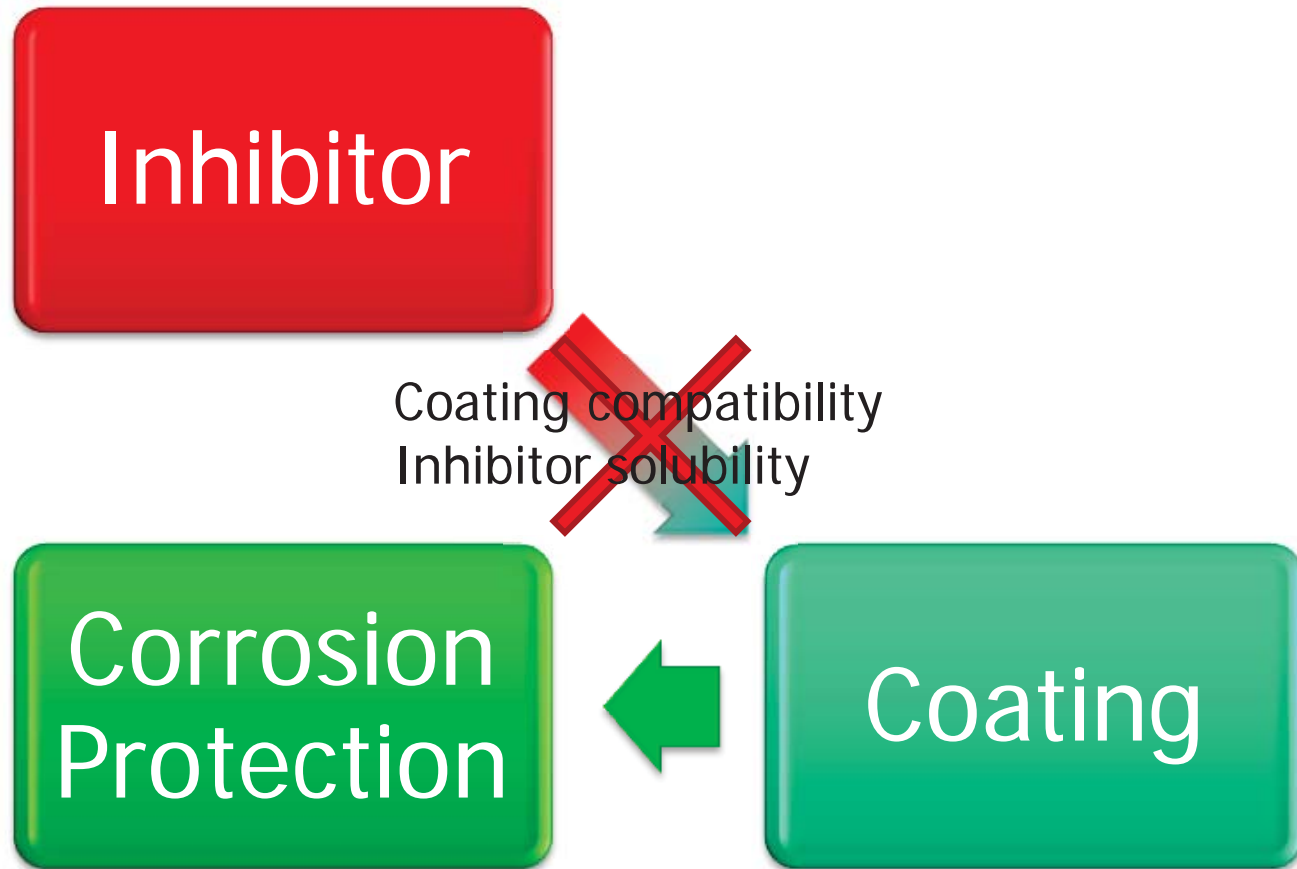 Inhibitor
Coating compatibility
Inhibitor solubility
Corrosion
Protection
Coating